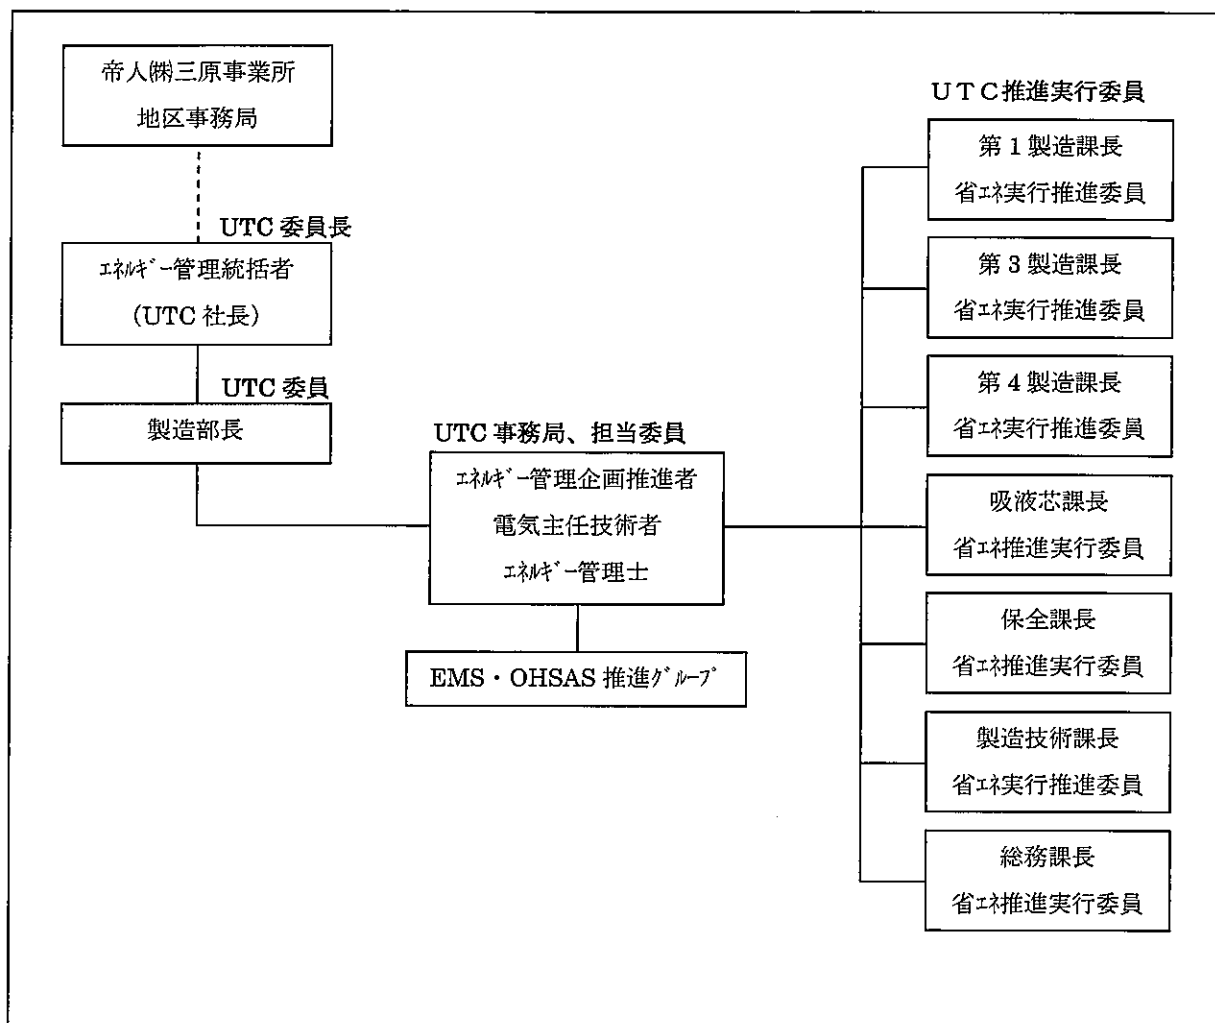 帝人㈱三原事業所
地区事務局
UTC 委員長
ｴﾈﾙｷﾞｰ管理統括者
(UTC 社長)
UTC 委員
製造部長
UTC 事務局、担当委員
ｴﾈﾙｷﾞｰ管理企画推進者
電気主任技術者
ｴﾈﾙｷﾞｰ管理士
EMS・OHSAS 推進ｸﾞﾙｰﾌﾟ
ＵＴＣ推進実行委員
第 1 製造課長
省ｴﾈ実行推進委員
第 3 製造課長
省ｴﾈ実行推進委員
第 4 製造課長
省ｴﾈ実行推進委員
吸液芯課長
省ｴﾈ推進実行委員
保全課長
省ｴﾈ推進実行委員
製造技術課長
省ｴﾈ実行推進委員
総務課長
省ｴﾈ推進実行委員